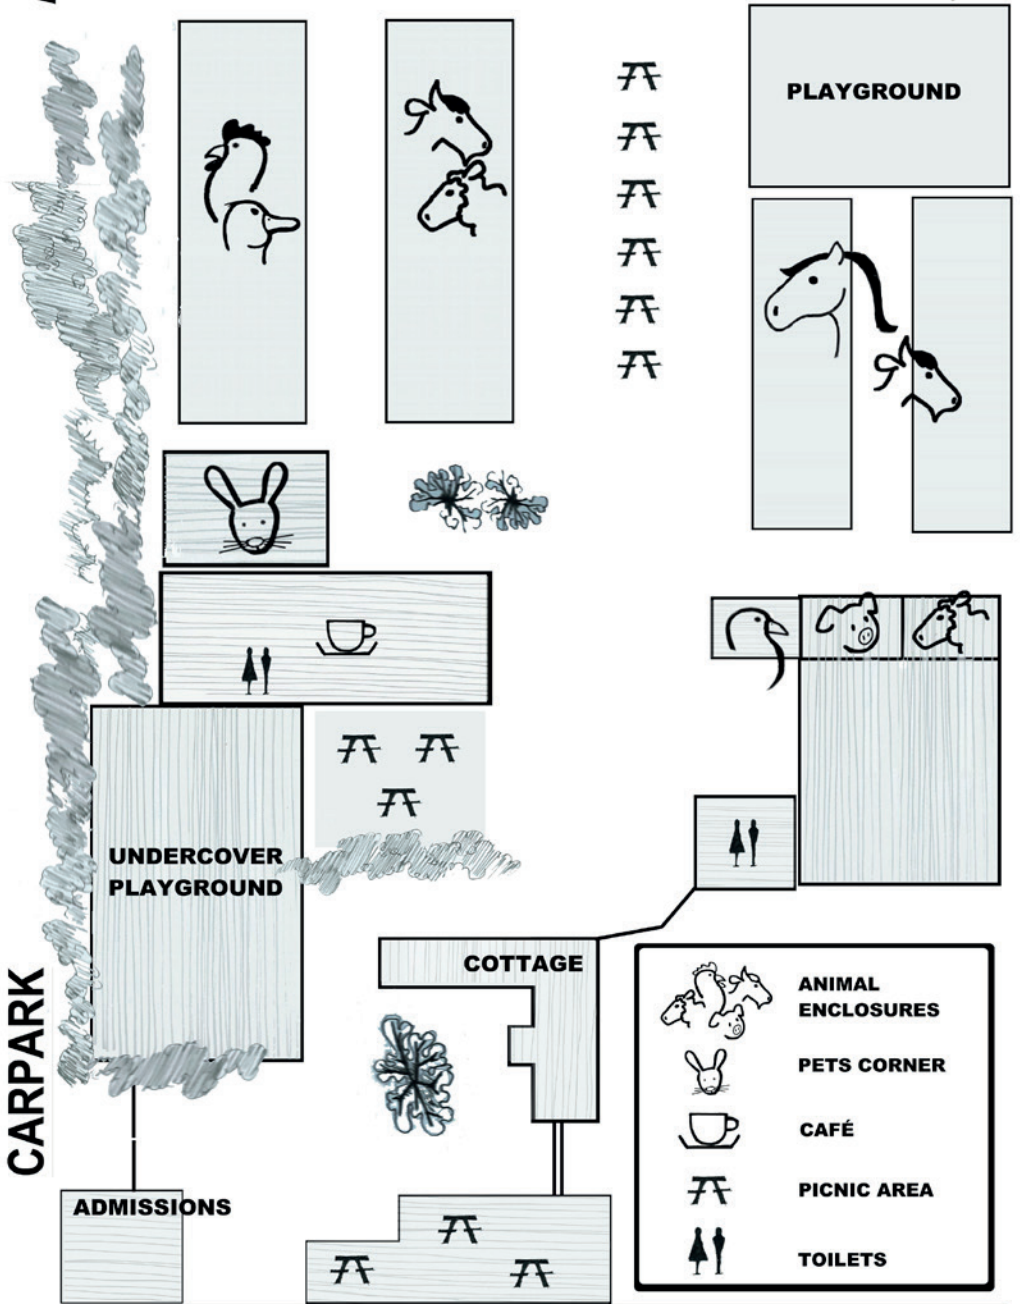 PLAYGROUND
UNDERCOVER
PLAYGROUND
COTTAGE
CARPARK
ADMISSIONS
ANIMAL
ENCLOSURES
PETS CORNER
CAFÉ
PICNIC AREA
TOILETS